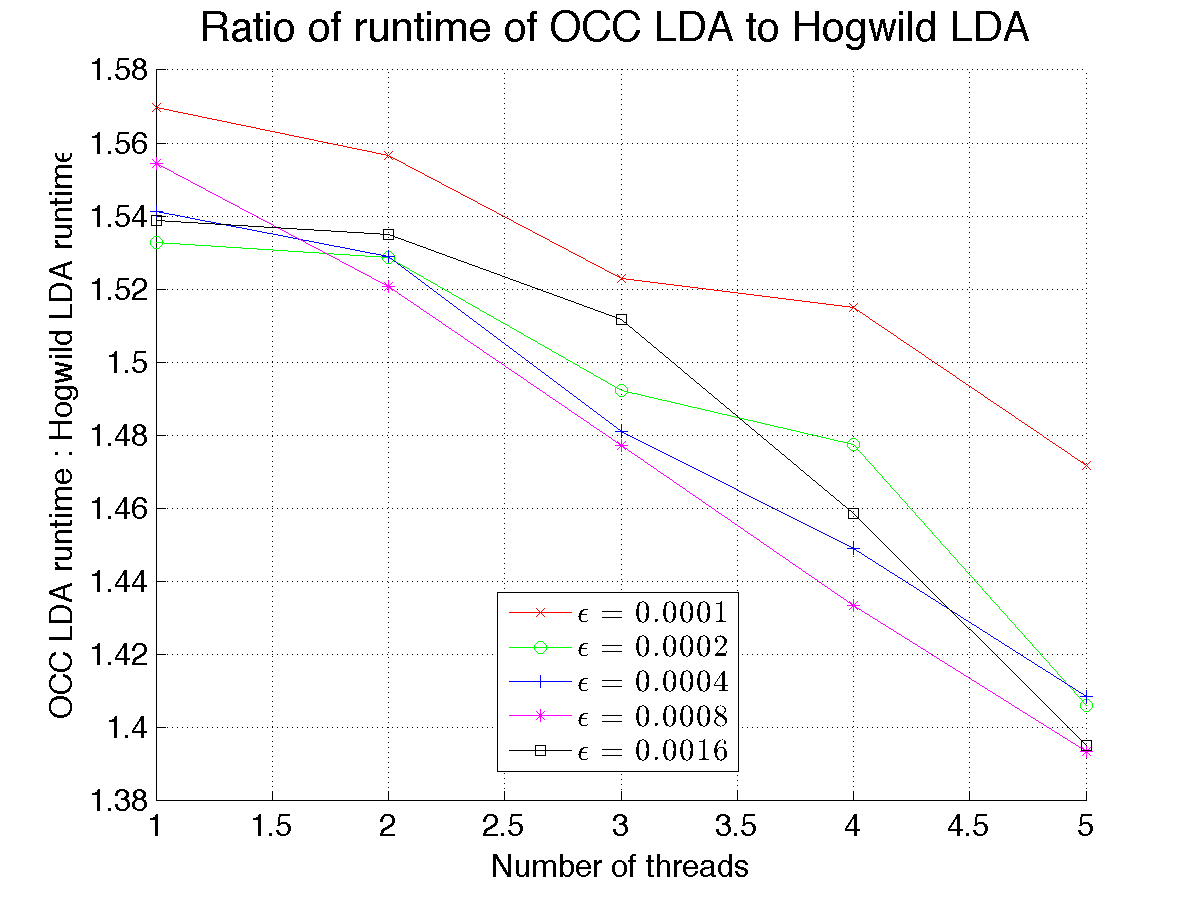 Ratio of runtime of OCC LDA to Hogwild LDA
OCC LDA runtime : Hogwild LDA runtime
1.58
1.56
1.54
1.52
1.5
1.48
1.46
1.44
1.42
1.4
1.38
ϵ = 0.0001
ϵ = 0.0002
ϵ = 0.0004
ϵ = 0.0008
ϵ = 0.0016
1 1.5 2 2.5 3 3.5 4 4.5 5
Number of threads